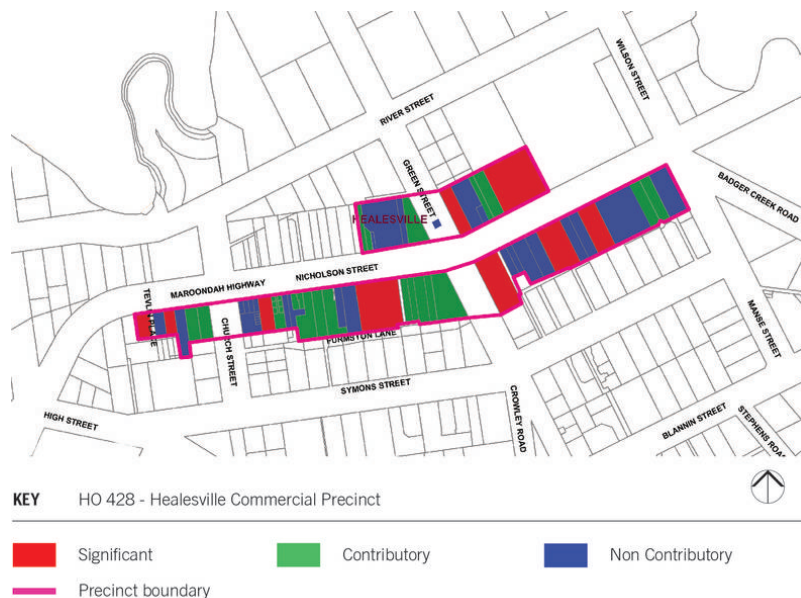 WILSON STREET
RIVER STREET
GREEN STREET
BADGER CREEK ROAD
HEALESVILLE
NICHOLSON STREET
MAROONDAH HIGHWAY
CHURCH STREET
FORMSTON LANE
MANSE STREET
SYMONS STREET
HIGH STREET
CROWLEY ROAD
BLANNIN STREET
STEPHENS ROAD
KEY HO 428 - Healesville Commercial Precinct
Significant Contributory Non Contributory
Precinct boundary